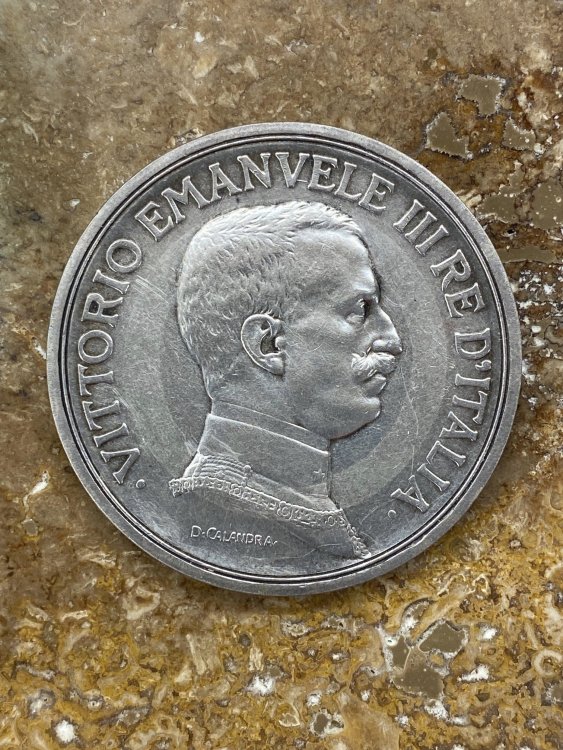 · VITTORIO EMANVELE III RE D'ITALIA ·
D·CALANDRA·